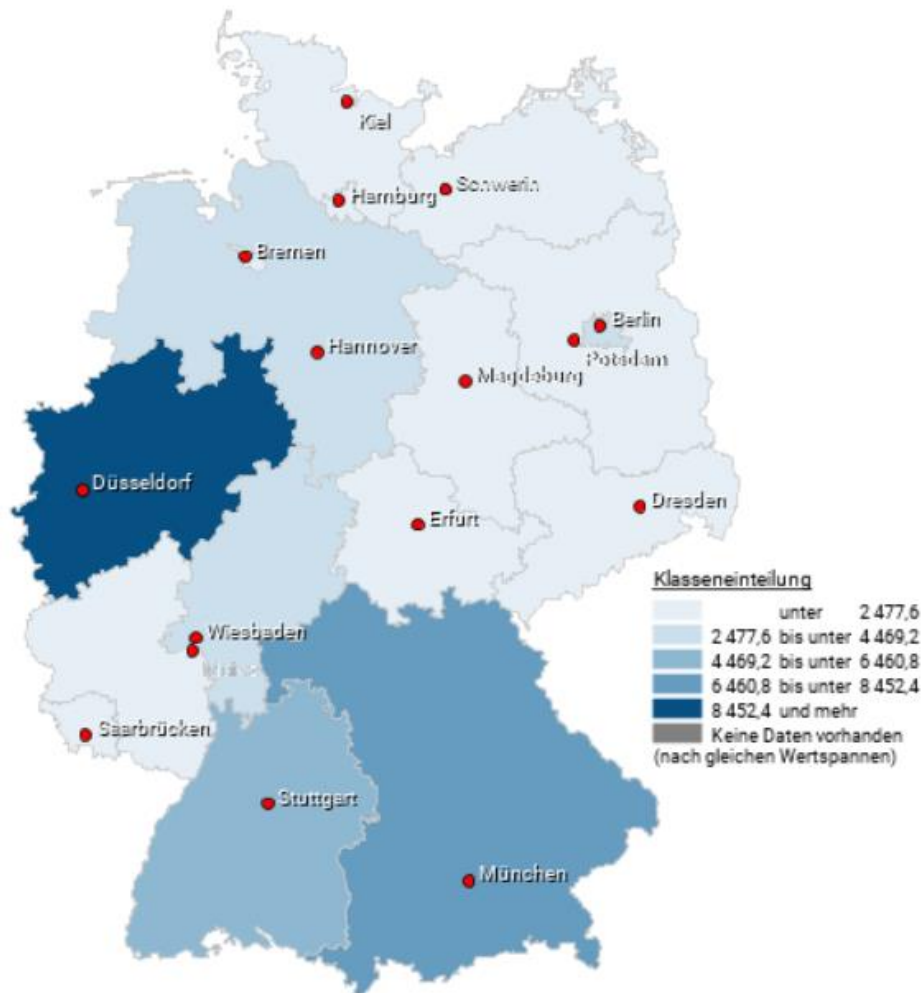 Kiel
Schwerin
Hamburg
Bremen
Berlin
Hannover
Potsdam
Magdeburg
Düsseldorf
Dresden
Erfurt
Klasseneinteilung
unter 2 477,6
Wiesbaden
2 477,6 bis unter 4 469,2
Mainz
4 469,2 bis unter 6 460,8
6 460,8 bis unter 8 452,4
8 452,4 und mehr
Saarbrücken
Keine Daten vorhanden
(nach gleichen Wertspannen)
Stuttgart
München